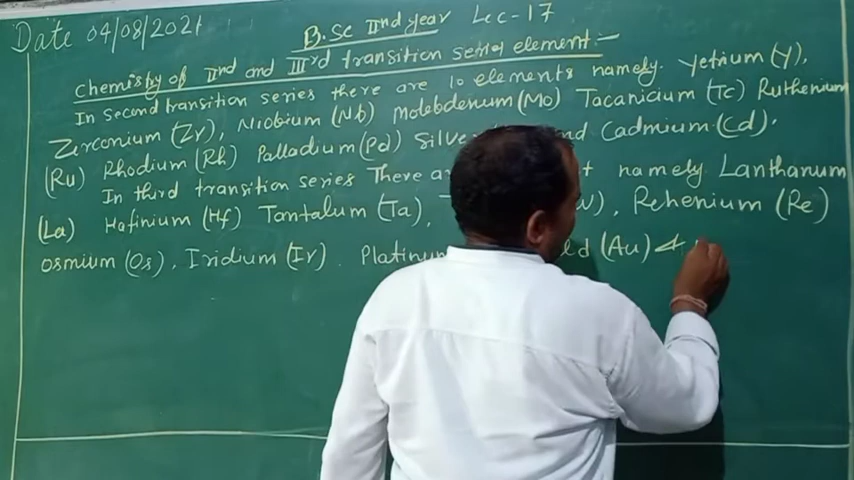 Date 04/08/2021
B.Sc IInd year Lec-17
Chemistry of IInd and IIIrd transition series element:-
In second transition series there are 10 elements namely. Yetrium (Y),
Zerconium (Zr), Niobium (Nb) Molebdenum (Mo) Tacanicium (Tc) Ruthenium
(Ru) Rhodium (Rh) Palladium (Pd) Silve nd Cadmium (Cd).
In third transition series There a t namely Lanthanum
(La) Hafinium (Hf) Tantalum (Ta), ), Rehenium (Re)
Osmium (Os), Iridium (Ir). Platinu ld (Au) &